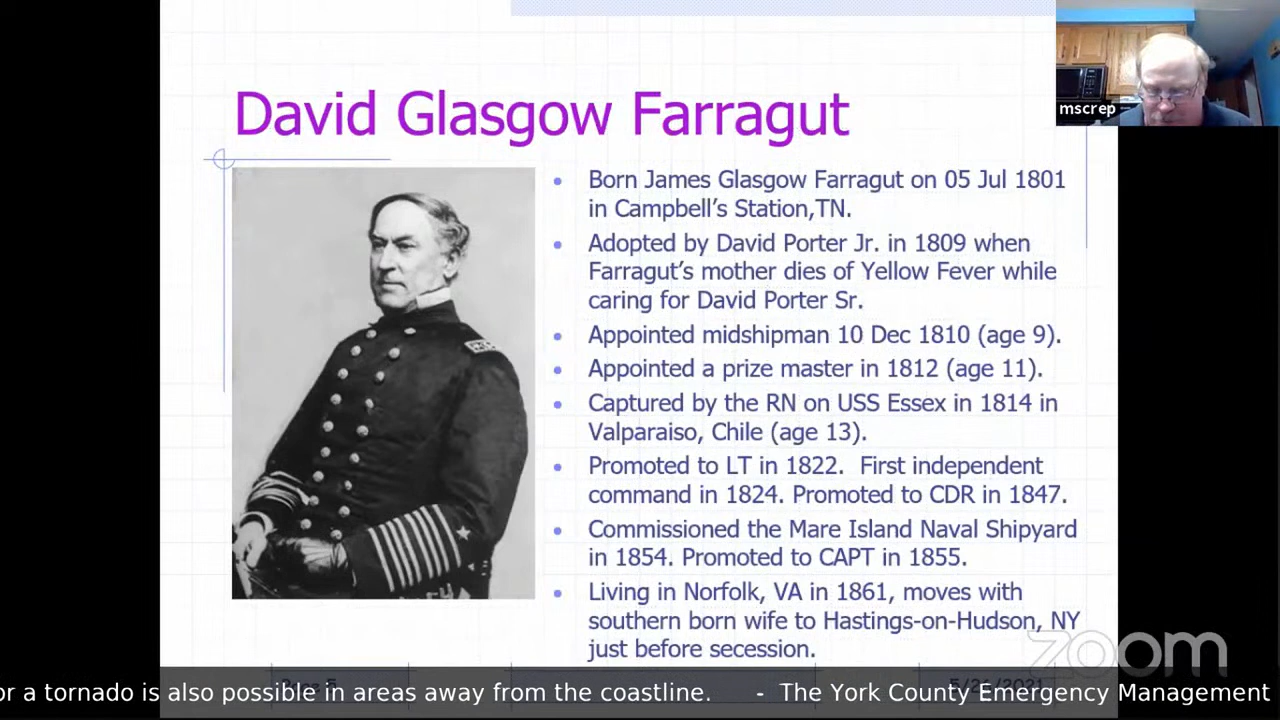 David Glasgow Farragut
mscrep
Born James Glasgow Farragut on 05 Jul 1801
in Campbell's Station,TN.
Adopted by David Porter Jr. in 1809 when
Farragut's mother dies of Yellow Fever while
caring for David Porter Sr.
Appointed midshipman 10 Dec 1810 (age 9).
Appointed a prize master in 1812 (age 11).
Captured by the RN on USS Essex in 1814 in
Valparaiso, Chile (age 13).
Promoted to LT in 1822.  First independent
command in 1824. Promoted to CDR in 1847.
Commissioned the Mare Island Naval Shipyard
in 1854. Promoted to CAPT in 1855.
Living in Norfolk, VA in 1861, moves with
southern born wife to Hastings-on-Hudson, NY
just before secession.
zoom
or a tornado is also possible in areas away from the coastline. - The York County Emergency Management